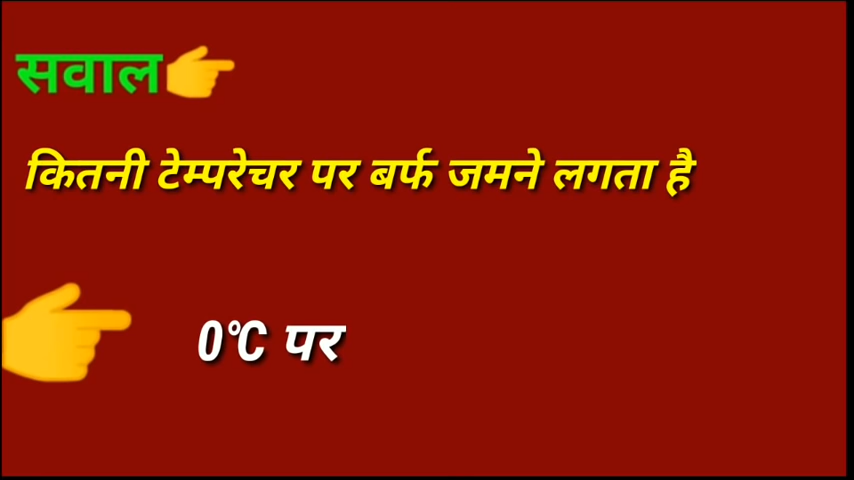 सवाल👉
कितनी टेम्परेचर पर बर्फ जमने लगता है
👉 0°C पर